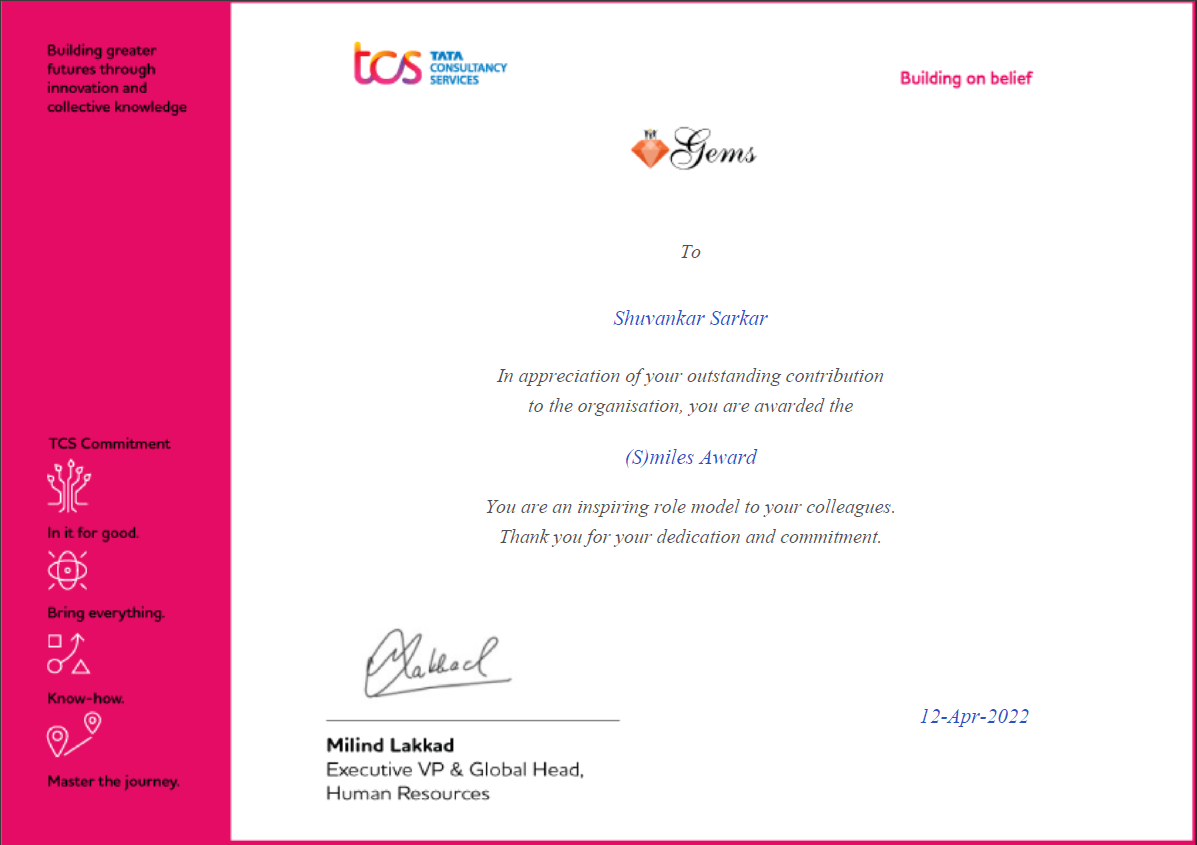 Building greater
futures through
innovation and
collective knowledge
tcs TATA
CONSULTANCY
SERVICES
Building on belief
Gems
To
Shuvankar Sarkar
In appreciation of your outstanding contribution
to the organisation, you are awarded the
(S)miles Award
You are an inspiring role model to your colleagues.
Thank you for your dedication and commitment.
TCS Commitment
In it for good.
Bring everything.
Know-how.
Master the journey.
Lakhad
12-Apr-2022
Milind Lakkad
Executive VP & Global Head,
Human Resources